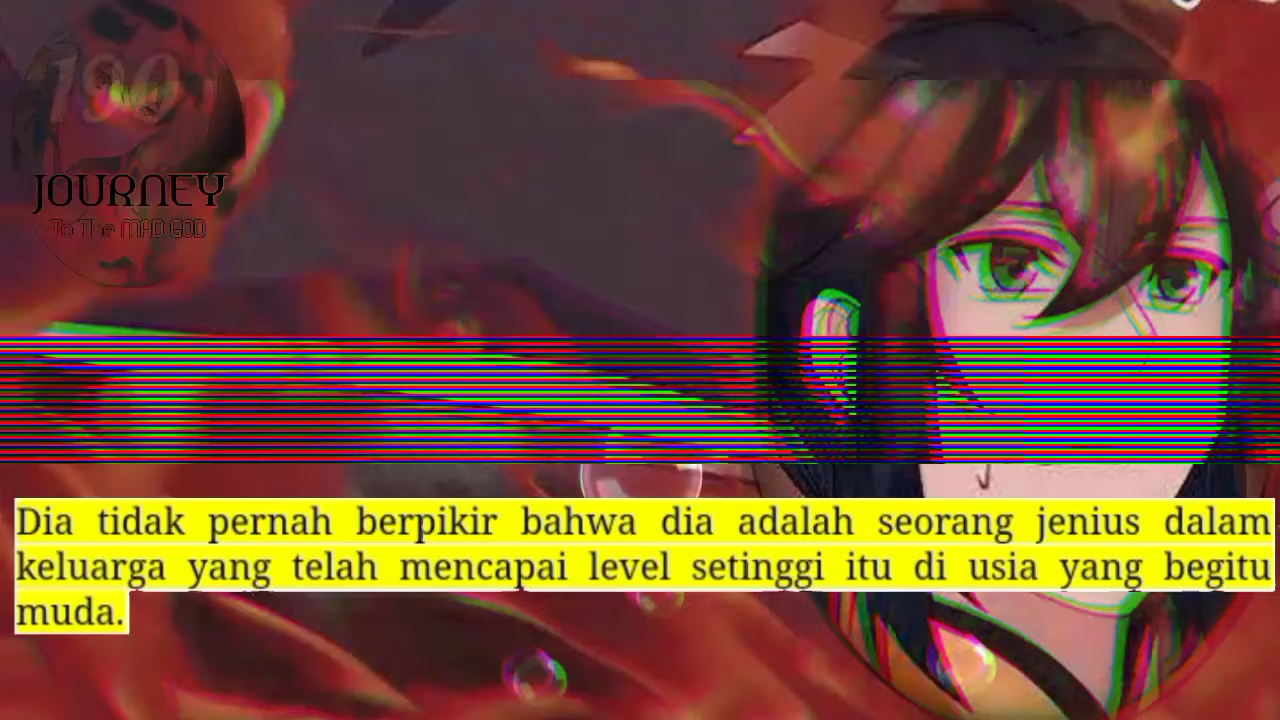 190
JOURNEY
To The MAD GOD
Dia tidak pernah berpikir bahwa dia adalah seorang jenius dalam
keluarga yang telah mencapai level setinggi itu di usia yang begitu
muda.